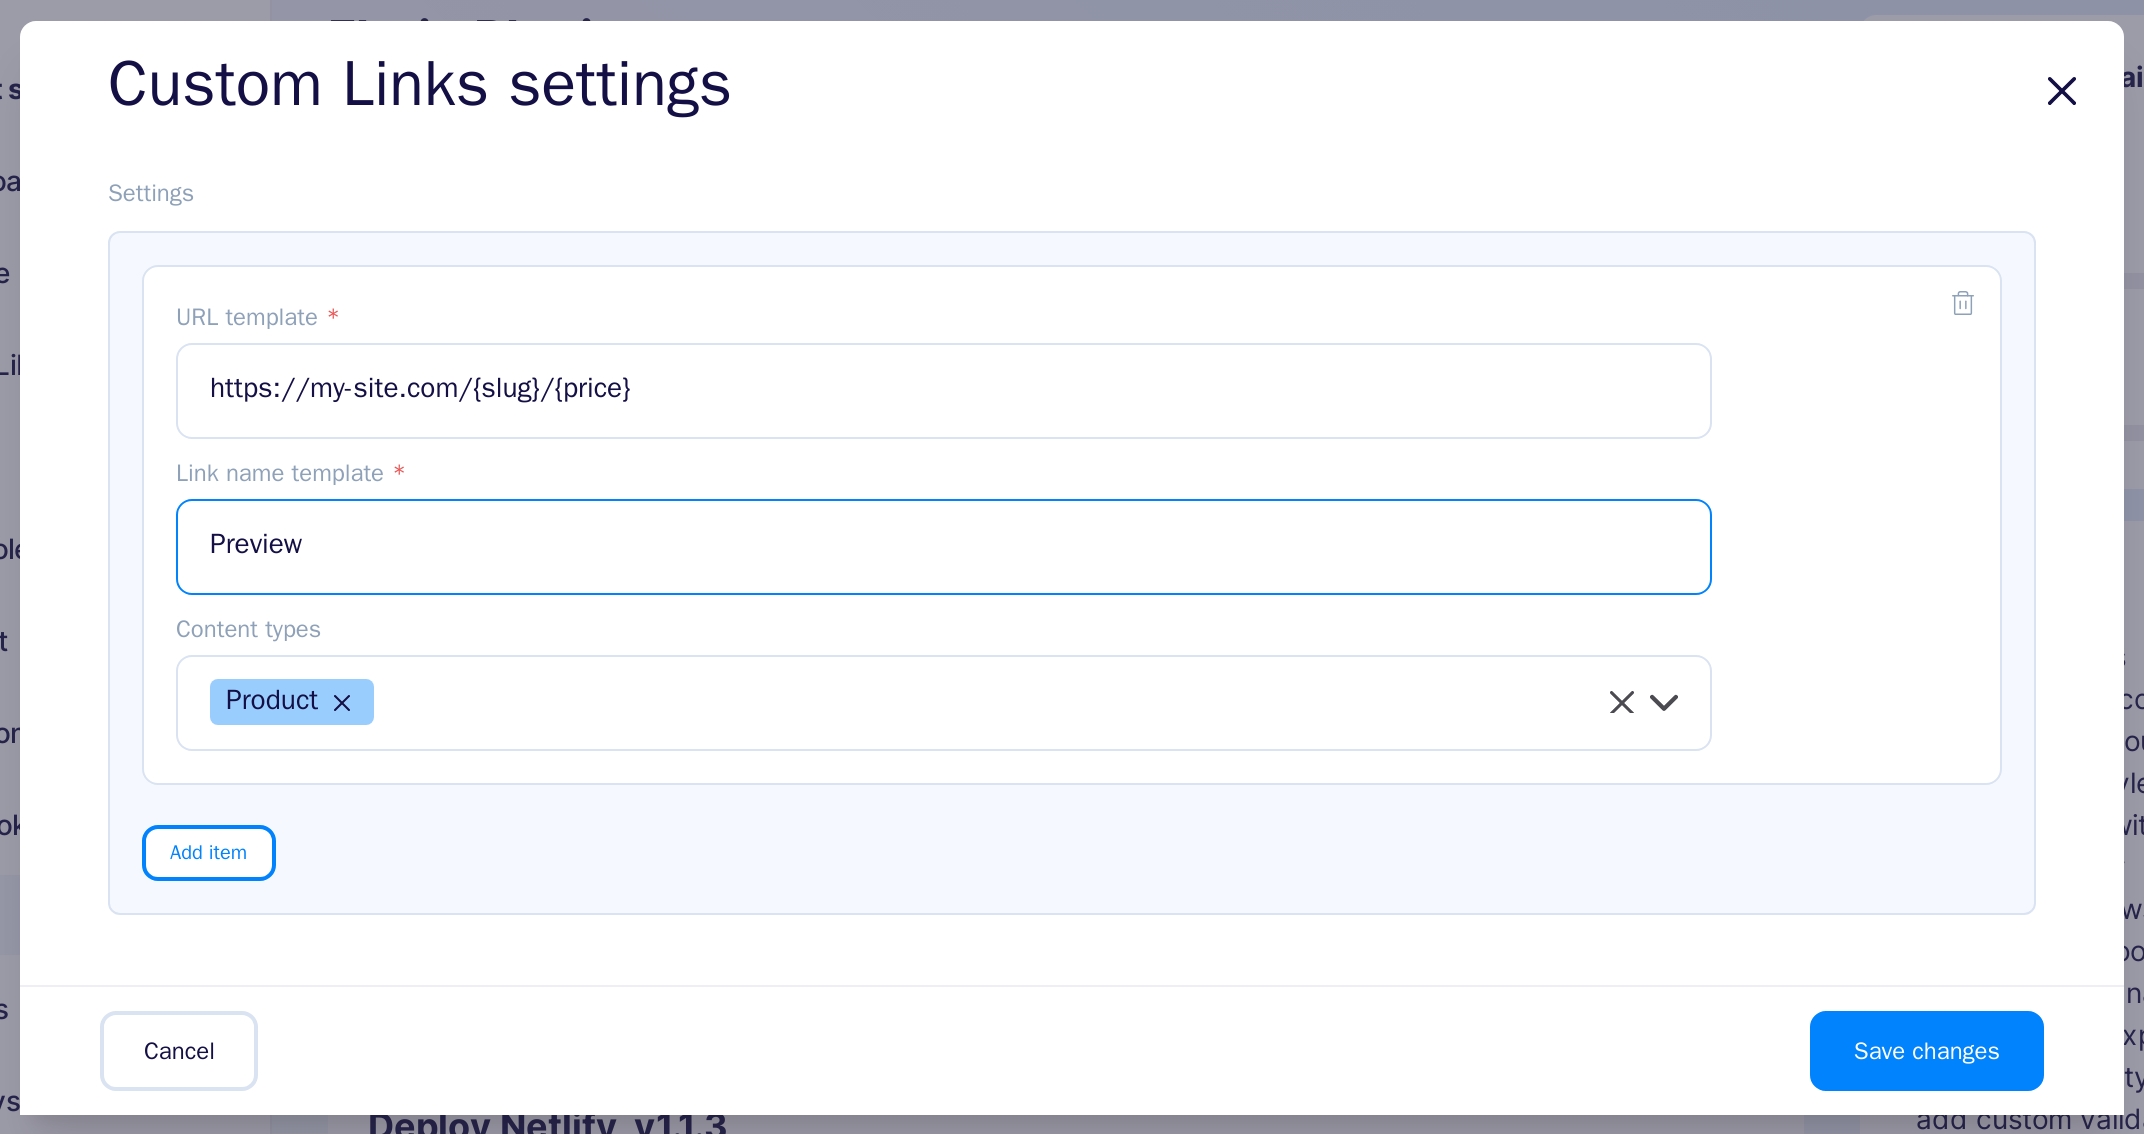 Custom Links settings
Settings
URL template *
https://my-site.com/{slug}/{price}
Link name template *
Preview
Content types
Product
Add item
Cancel
Save changes
Deploy Netlify v1.1.3
add custom valid